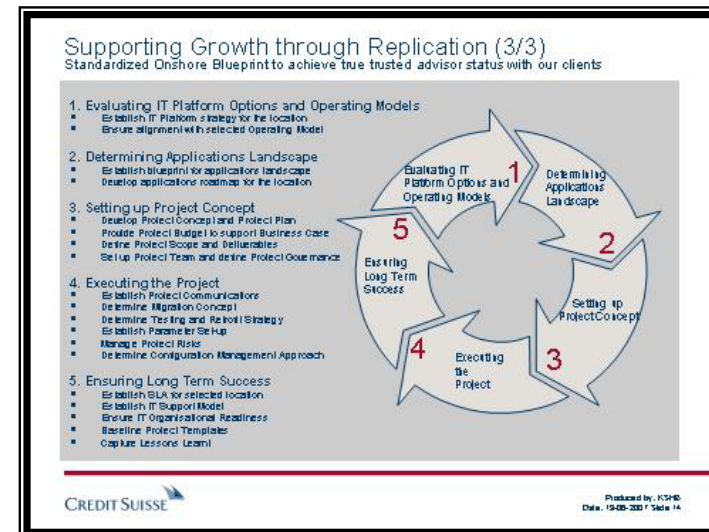 Supporting Growth through Replication (3/3)
Standardized Onshore Blueprint to achieve true trusted advisor status with our clients
1. Evaluating IT Platform Options and Operating Models
Establish IT Platform strategy for the location
Ensure alignment with selected Operating Model
2. Determining Applications Landscape
Establish blueprint for applications landscape
Develop applications roadmap for the location
3. Setting up Project Concept
Develop Project Concept and Project Plan
Provide Project Budget to support Business Case
Define Project Scope and Deliverables
Set up Project Team and define Project Governance
4. Executing the Project
Establish Project Communications
Determine Migration Concept
Determine Testing and Retrofit Strategy
Establish Parameter Set-up
Manage Project Risks
Determine Configuration Management Approach
5. Ensuring Long Term Success
Establish SLA for selected location
Establish IT Support Model
Ensure IT Organisational Readiness
Baseline Project Templates
Capture Lessons Learnt
Evaluating IT
Platform Options and
Operating Models
1
Determining
Applications
Landscape
2
Setting up
Project Concept
3
Executing
the
Project
4
Ensuring
Long Term
Success
5
CREDIT SUISSE
Produced by: KSHB
Date: 19-06-2007 Slide 14